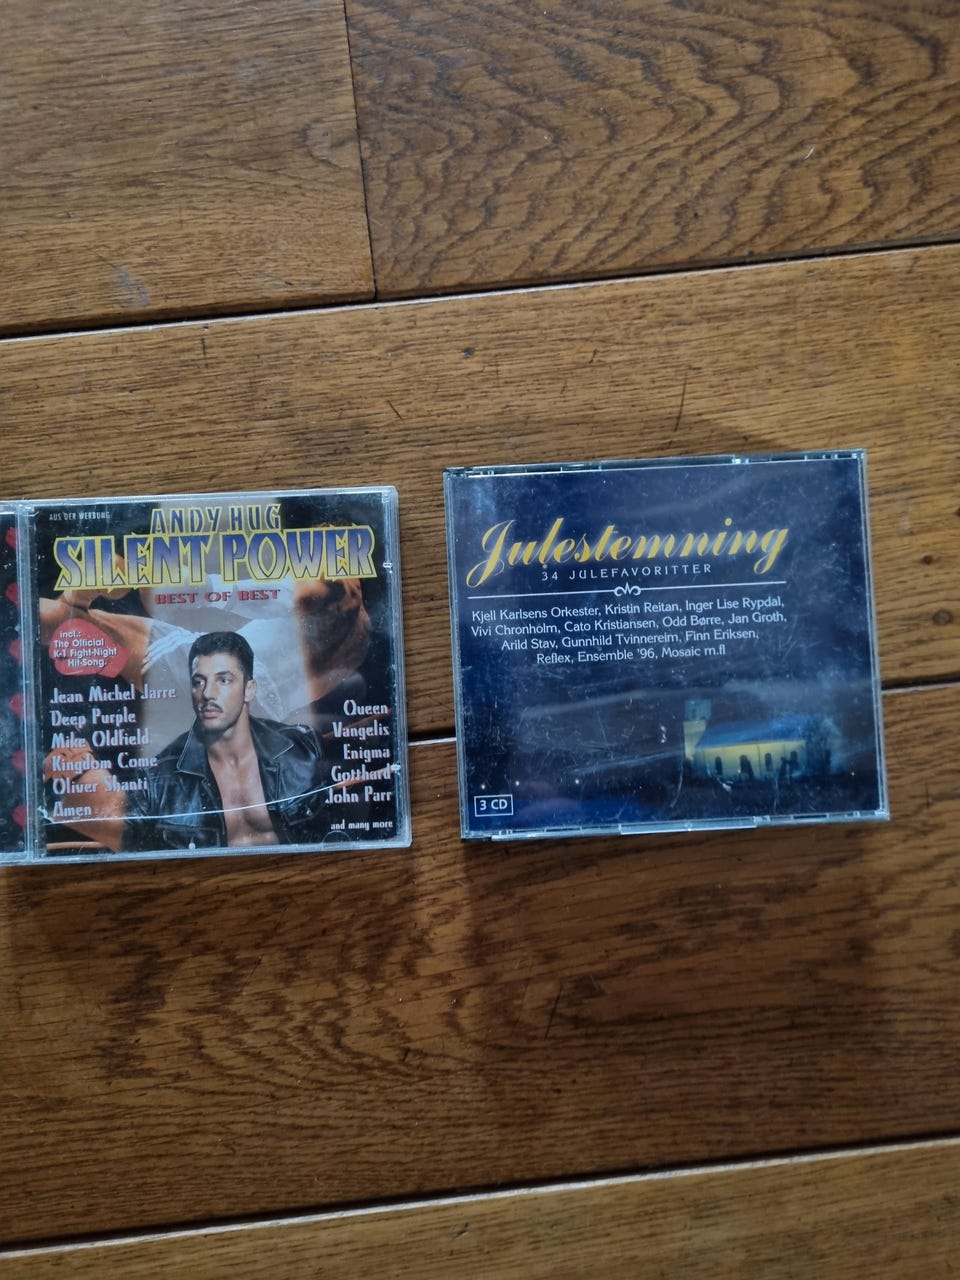 AUS DER WERBUNG
ANDY HUG
SILENT POWER
BEST OF BEST
incl.:
The Official
K-1 Fight-Night
Hit-Song.
Jean Michel Jarre
Deep Purple
Mike Oldfield
Kingdom Come
Oliver Shanti
Amen
Queen
Vangelis
Enigma
Gotthard
John Parr
and many more
Julestemning
34 JULEFAVORITTER
Kjell Karlsens Orkester, Kristin Reitan, Inger Lise Rypdal,
Vivi Chronholm, Cato Kristiansen, Odd Børre, Jan Groth,
Arild Stav, Gunnhild Tvinnereim, Finn Eriksen,
Reflex, Ensemble '96, Mosaic m.fl
3 CD